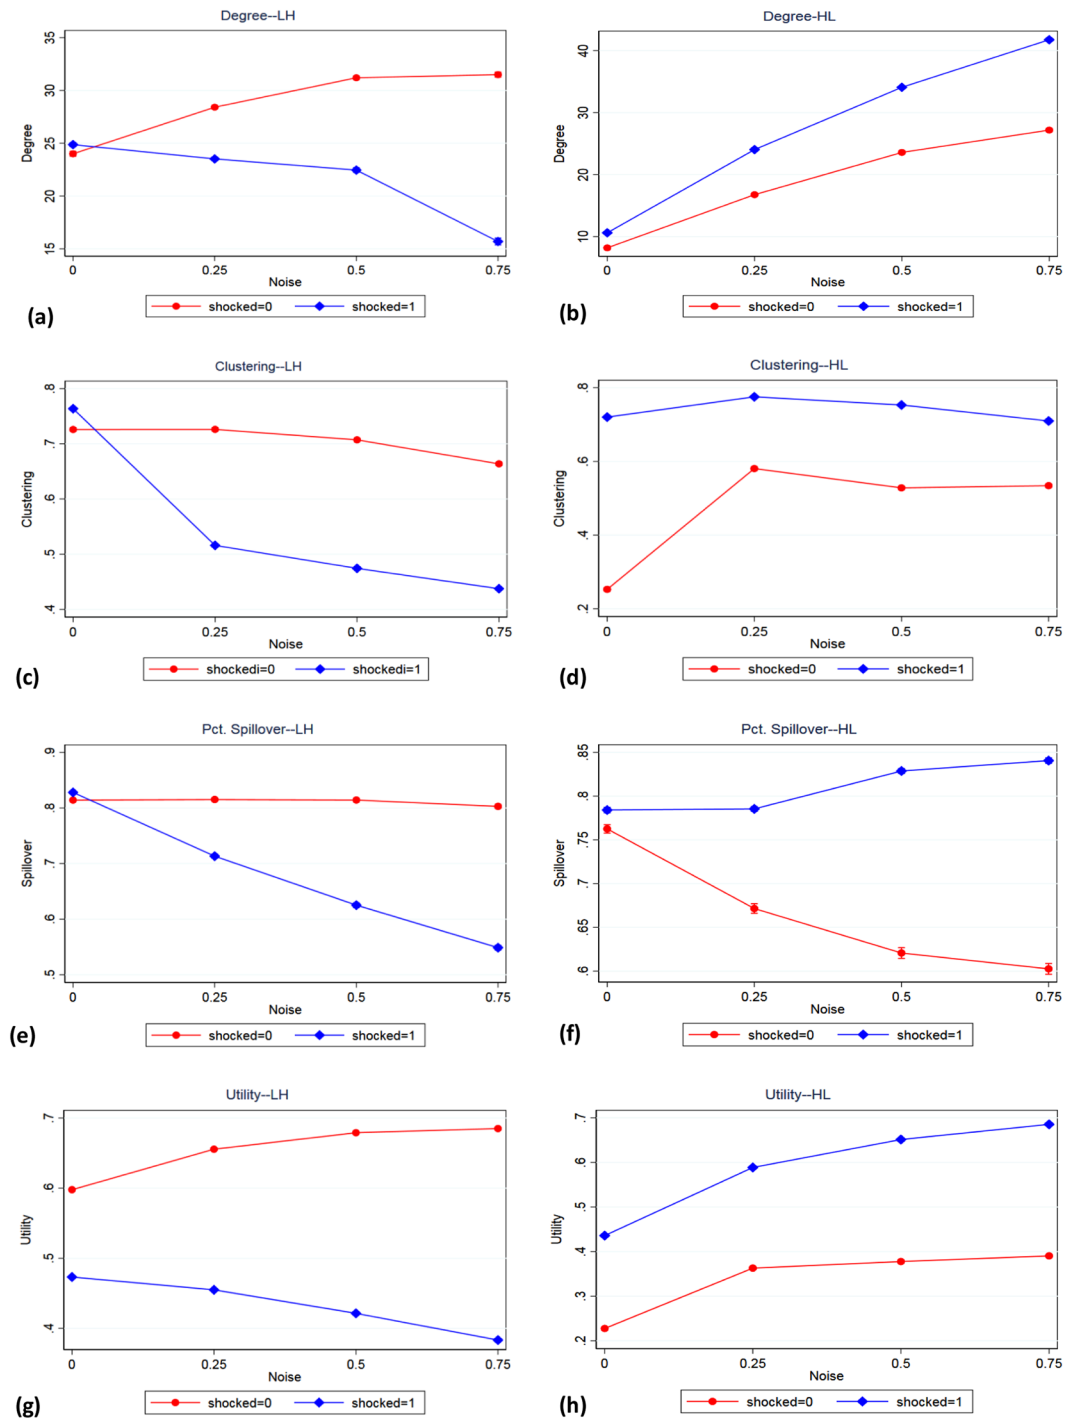 Degree--LH
Degree
35
30
25
20
15
0 0.25 0.5 0.75
Noise
shocked=0 shocked=1
(a)
Degree-HL
Degree
40
30
20
10
0 0.25 0.5 0.75
Noise
shocked=0 shocked=1
(b)
Clustering--LH
Clustering
.8
.7
.6
.5
.4
0 0.25 0.5 0.75
Noise
shockedi=0 shockedi=1
(c)
Clustering--HL
Clustering
.8
.6
.4
.2
0 0.25 0.5 0.75
Noise
shocked=0 shocked=1
(d)
Pct. Spillover--LH
Spillover
.9
.8
.7
.6
.5
0 0.25 0.5 0.75
Noise
shocked=0 shocked=1
(e)
Pct. Spillover--HL
Spillover
.85
.8
.75
.7
.65
.6
0 0.25 0.5 0.75
Noise
shocked=0 shocked=1
(f)
Utility--LH
Utility
.7
.6
.5
.4
0 0.25 0.5 0.75
Noise
shocked=0 shocked=1
(g)
Utility--HL
Utility
.7
.6
.5
.4
.3
.2
0 0.25 0.5 0.75
Noise
shocked=0 shocked=1
(h)